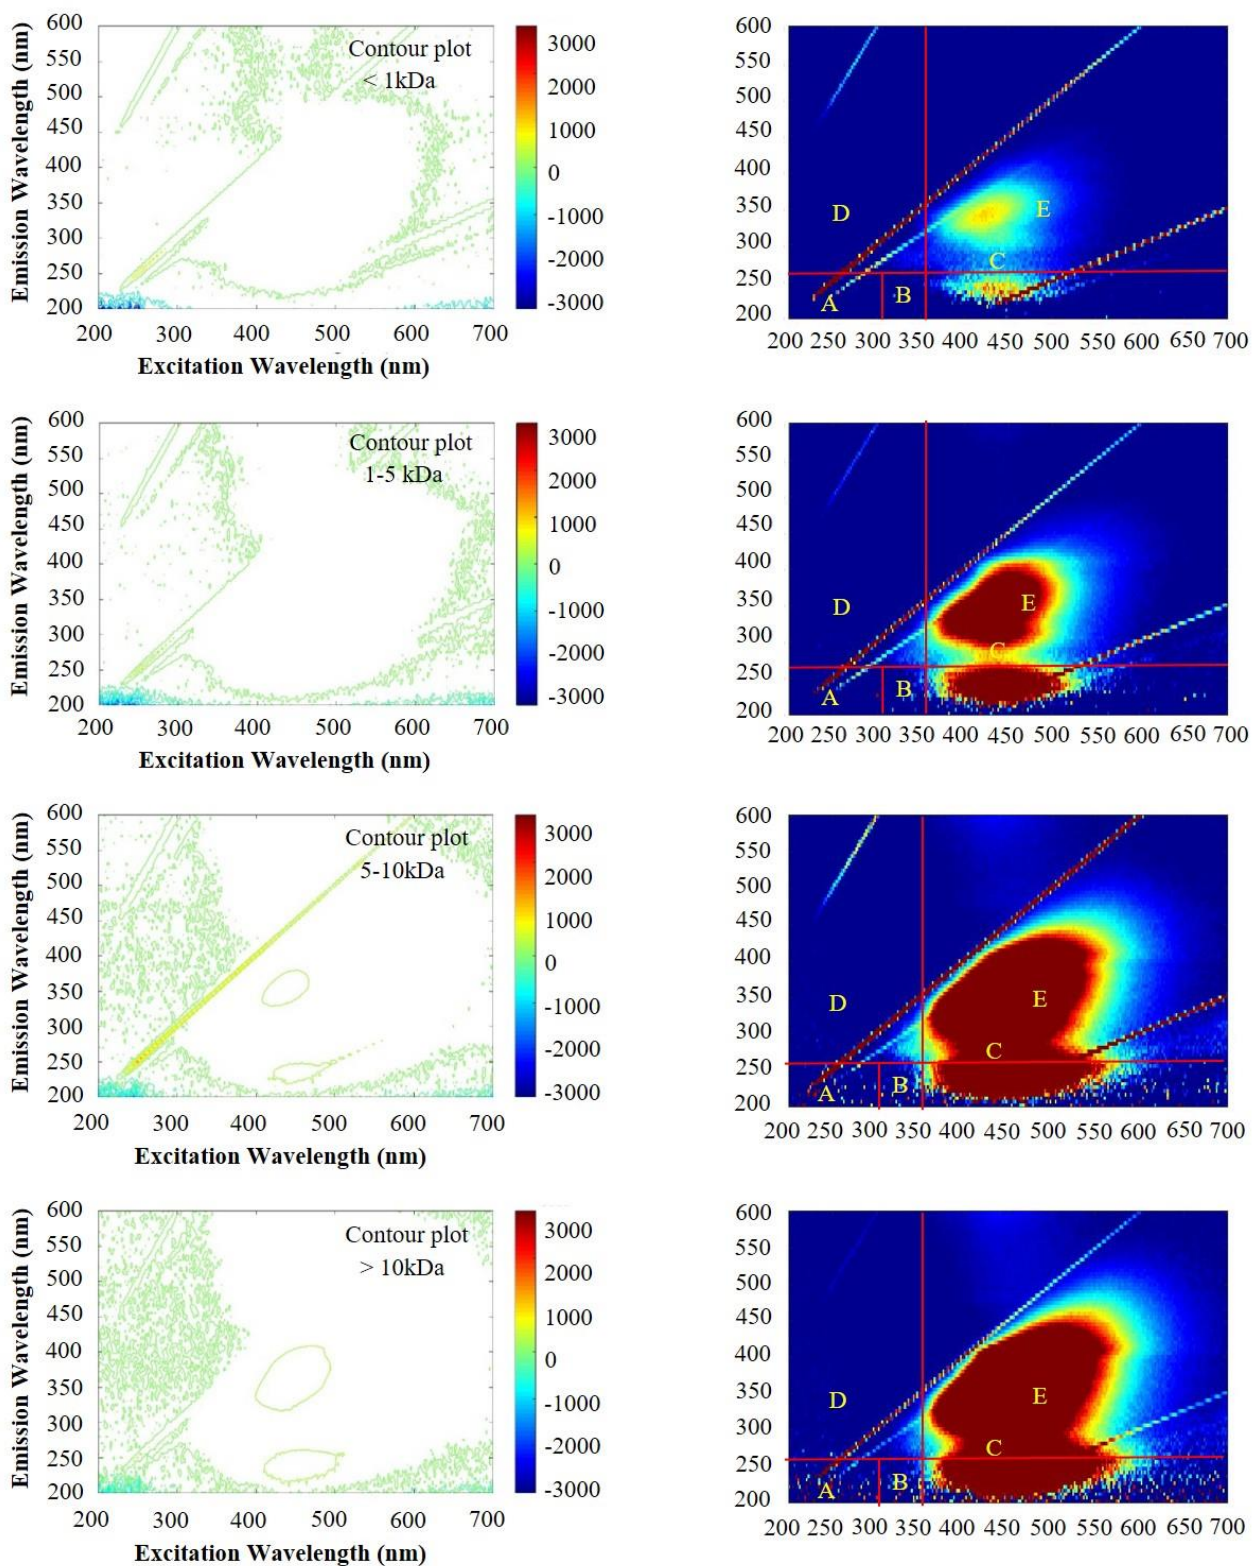 600
550
500
450
400
350
300
250
200
Emission Wavelength (nm)
Contour plot
< 1kDa
200 300 400 500 600 700
Excitation Wavelength (nm)
3000
2000
1000
0
-1000
-2000
-3000
600
550
500
450
400
350
300
250
200
D
E
C
B
A
200 250 300 350 400 450 500 550 600 650 700
600
550
500
450
400
350
300
250
200
Emission Wavelength (nm)
Contour plot
1-5 kDa
200 300 400 500 600 700
Excitation Wavelength (nm)
3000
2000
1000
0
-1000
-2000
-3000
600
550
500
450
400
350
300
250
200
D
E
C
B
A
200 250 300 350 400 450 500 550 600 650 700
600
550
500
450
400
350
300
250
200
Emission Wavelength (nm)
Contour plot
5-10kDa
200 300 400 500 600 700
Excitation Wavelength (nm)
3000
2000
1000
0
-1000
-2000
-3000
600
550
500
450
400
350
300
250
200
D
E
C
B
A
200 250 300 350 400 450 500 550 600 650 700
600
550
500
450
400
350
300
250
200
Emission Wavelength (nm)
Contour plot
> 10kDa
200 300 400 500 600 700
Excitation Wavelength (nm)
3000
2000
1000
0
-1000
-2000
-3000
600
550
500
450
400
350
300
250
200
D
E
C
B
A
200 250 300 350 400 450 500 550 600 650 700